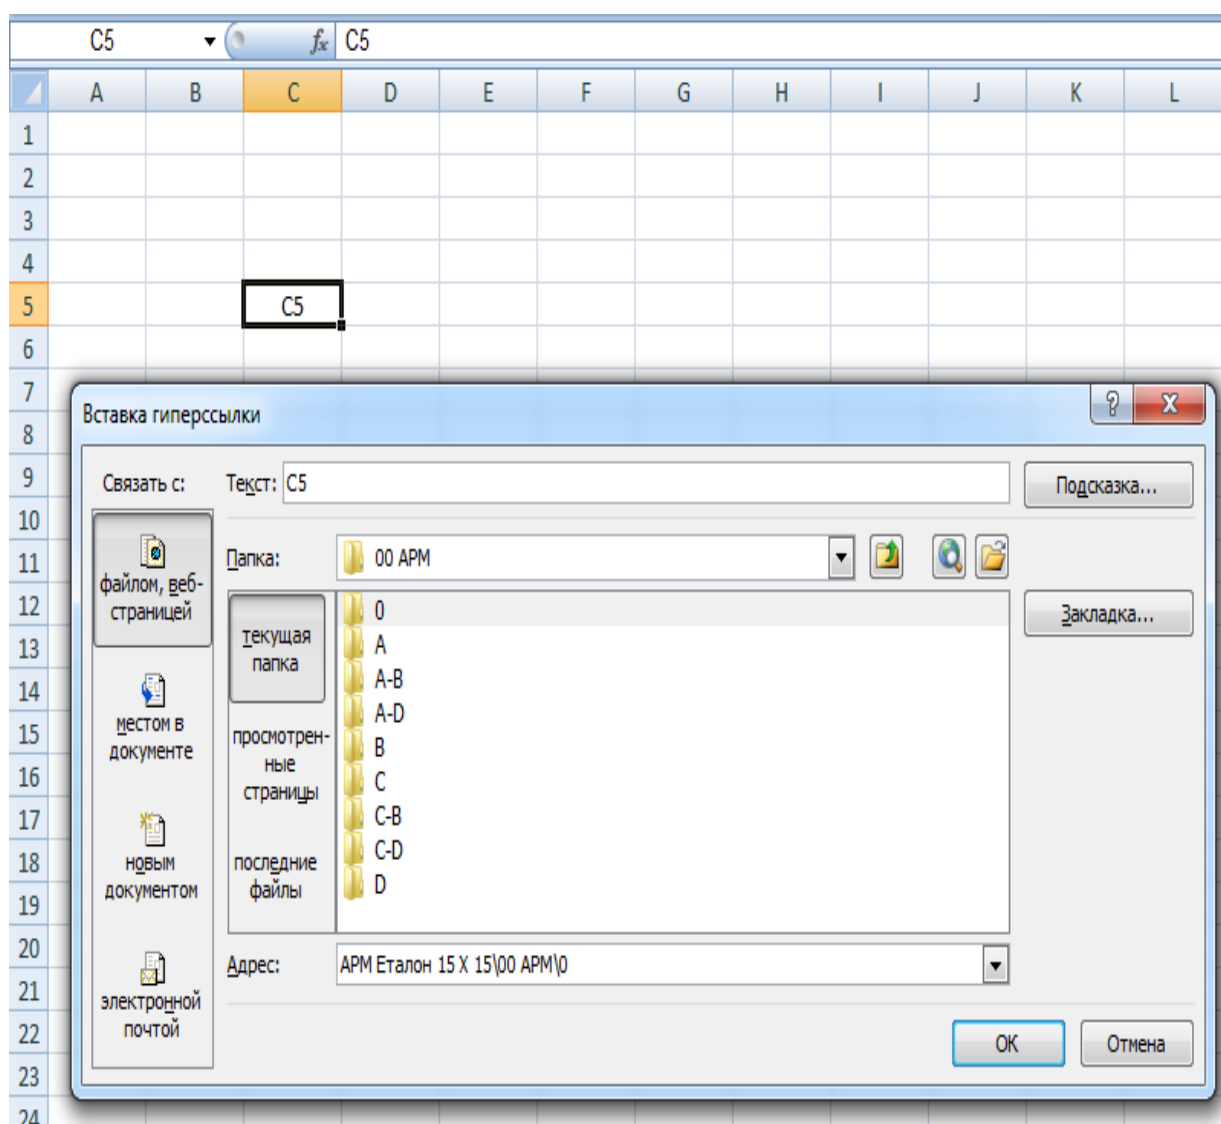 C5 fx C5
A B C D E F G H I J K L
1
2
3
4
5 C5
6
7
8
9
10
11
12
13
14
15
16
17
18
19
20
21
22
23
24
Вставка гиперссылки ? X
Связать с:
Текст: C5
Подсказка...
файлом, веб-
страницей
местом в
документе
новым
документом
электронной
почтой
Папка: 00 АРМ
текущая
папка
просмотрен-
ные
страницы
последние
файлы
0
A
A-B
A-D
B
C
C-B
C-D
D
Закладка...
Адрес: АРМ Еталон 15 X 15\00 АРМ\0
ОК
Отмена